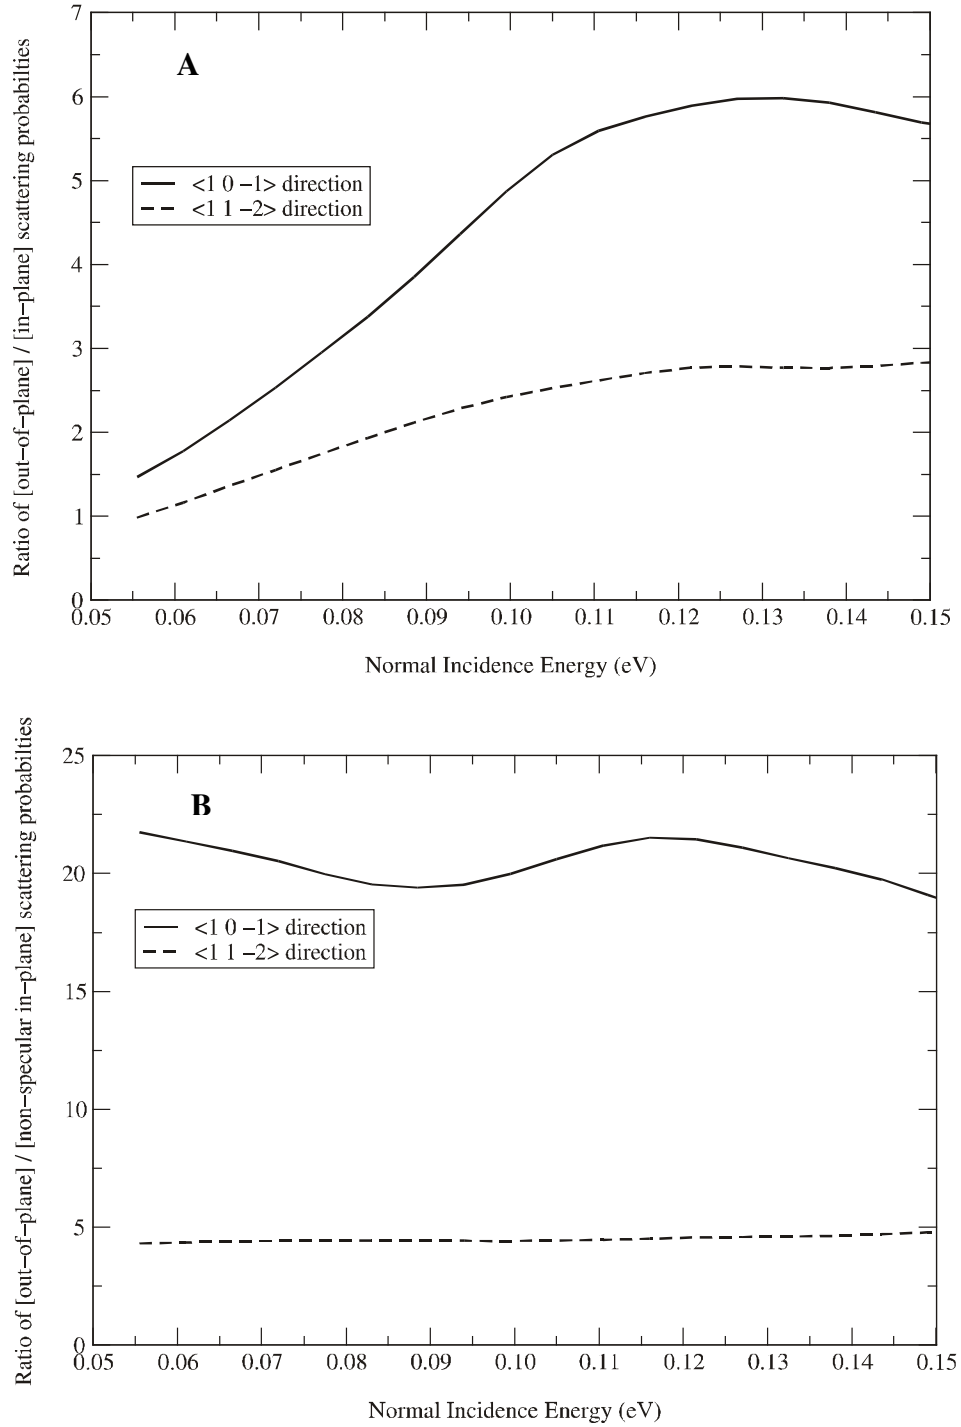 A
Ratio of [out−of−plane] / [in−plane] scattering probabilties
7
6
5
4
3
2
1
0
<1 0 −1> direction
<1 1 −2> direction
0.05 0.06 0.07 0.08 0.09 0.10 0.11 0.12 0.13 0.14 0.15
Normal Incidence Energy (eV)
B
Ratio of [out−of−plane] / [non−specular in−plane] scattering probabilties
25
20
15
10
5
0
<1 0 −1> direction
<1 1 −2> direction
0.05 0.06 0.07 0.08 0.09 0.10 0.11 0.12 0.13 0.14 0.15
Normal Incidence Energy (eV)